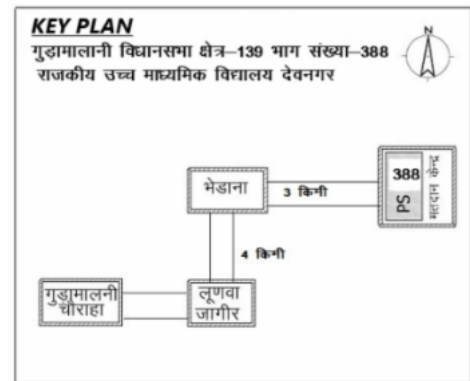 KEY PLAN
गुड़ामालानी विधानसभा क्षेत्र–139 भाग संख्या–388
राजकीय उच्च माध्यमिक विद्यालय देवनगर
N
भेडाना
3 किमी
388
PS
मतदान केन्द्र
4 किमी
गुड़ामालनी
चौराहा
लूणवा
जागीर